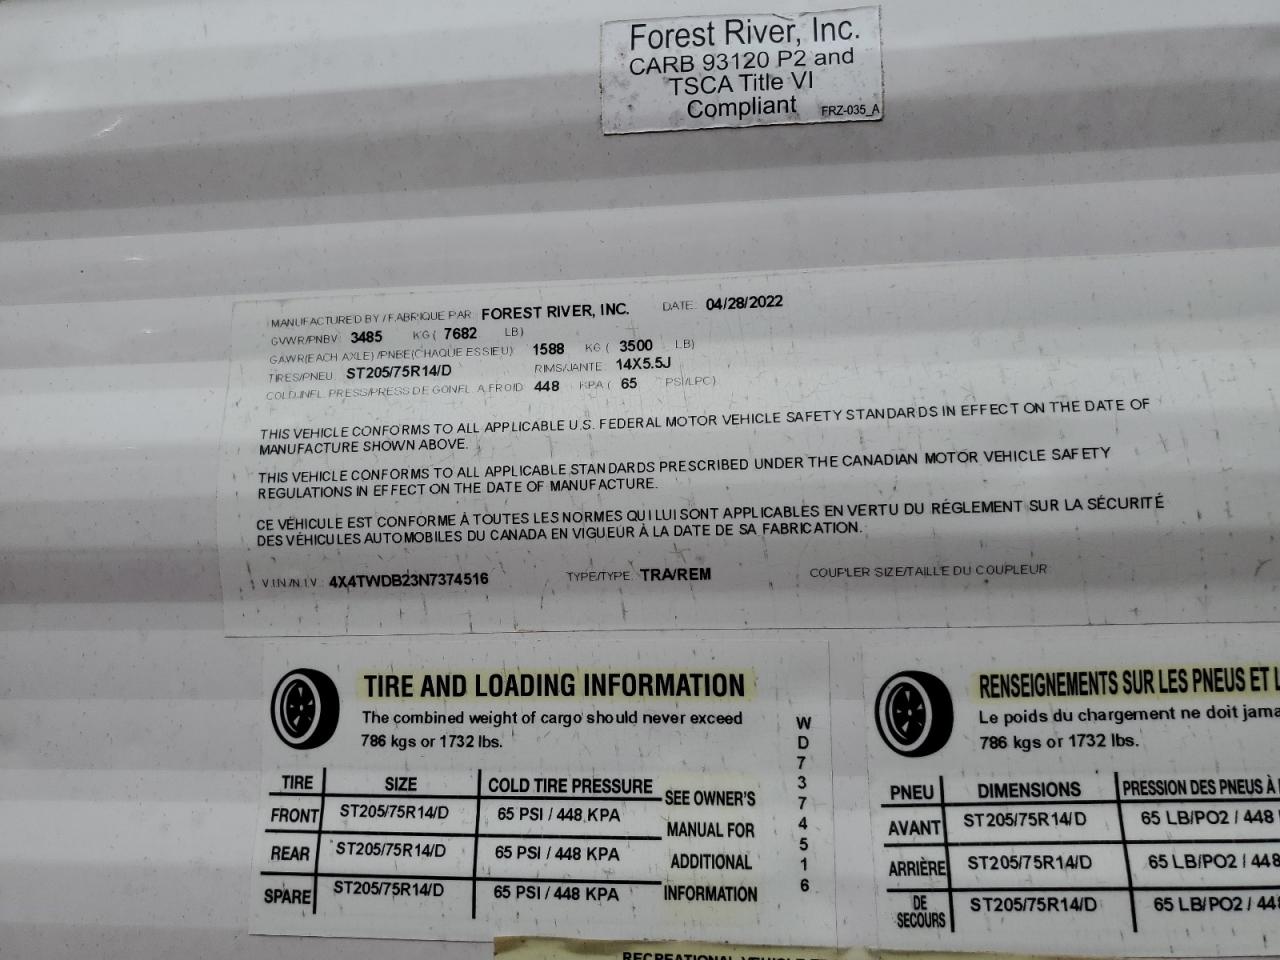 Forest River, Inc.
CARB 93120 P2 and
TSCA Title VI
Compliant FRZ-035_A
MANUFACTURED BY / FABRIQUE PAR FOREST RIVER, INC. DATE: 04/28/2022
GVWR/PNBV 3485 KG ( 7682 LB)
GAWR(EACH AXLE) /PNBE(CHAQUE ESSIEU) 1588 KG ( 3500 LB)
TIRES/PNEU ST205/75R14/D RIMS/JANTE: 14X5.5J
COLD.INFL. PRESS/PRESS DE GONFL. A FROID 448 KPA ( 65 PSI/LPC)
THIS VEHICLE CONFORMS TO ALL APPLICABLE U.S. FEDERAL MOTOR VEHICLE SAFETY STANDARDS IN EFFECT ON THE DATE OF
MANUFACTURE SHOWN ABOVE.
THIS VEHICLE CONFORMS TO ALL APPLICABLE STANDARDS PRESCRIBED UNDER THE CANADIAN MOTOR VEHICLE SAFETY
REGULATIONS IN EFFECT ON THE DATE OF MANUFACTURE.
CE VÉHICULE EST CONFORME À TOUTES LES NORMES QUI LUI SONT APPLICABLES EN VERTU DU RÉGLEMENT SUR LA SÉCURITÉ
DES VÉHICULES AUTOMOBILES DU CANADA EN VIGUEUR À LA DATE DE SA FABRICATION.
V.I.N./N.I.V.: 4X4TWDB23N7374516 TYPE/TYPE: TRA/REM COUPLER SIZE/TAILLE DU COUPLEUR
TIRE AND LOADING INFORMATION
The combined weight of cargo should never exceed
786 kgs or 1732 lbs.
TIRE SIZE COLD TIRE PRESSURE
FRONT ST205/75R14/D 65 PSI / 448 KPA
REAR ST205/75R14/D 65 PSI / 448 KPA
SPARE ST205/75R14/D 65 PSI / 448 KPA
SEE OWNER'S
MANUAL FOR
ADDITIONAL
INFORMATION
WD7374516
RENSEIGNEMENTS SUR LES PNEUS ET L
Le poids du chargement ne doit jama
786 kgs or 1732 lbs.
PNEU DIMENSIONS PRESSION DES PNEUS À
AVANT ST205/75R14/D 65 LB/PO2 / 448
ARRIÈRE ST205/75R14/D 65 LB/PO2 / 448
DE
SECOURS ST205/75R14/D 65 LB/PO2 / 448
RECREATIONAL VEHICLE